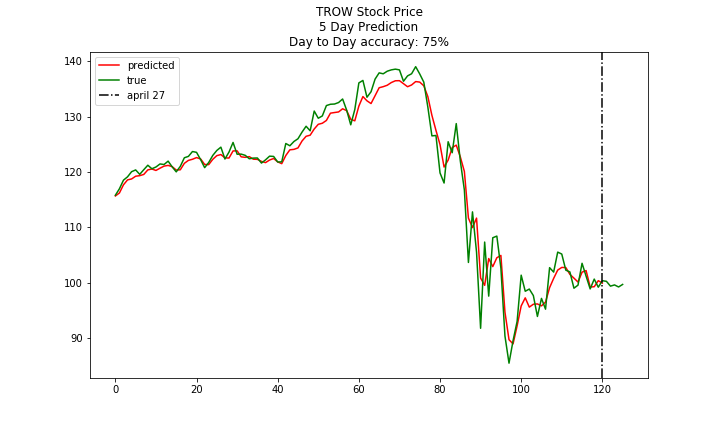 TROW Stock Price
5 Day Prediction
Day to Day accuracy: 75%
predicted
true
april 27
140
130
120
110
100
90
0
20
40
60
80
100
120